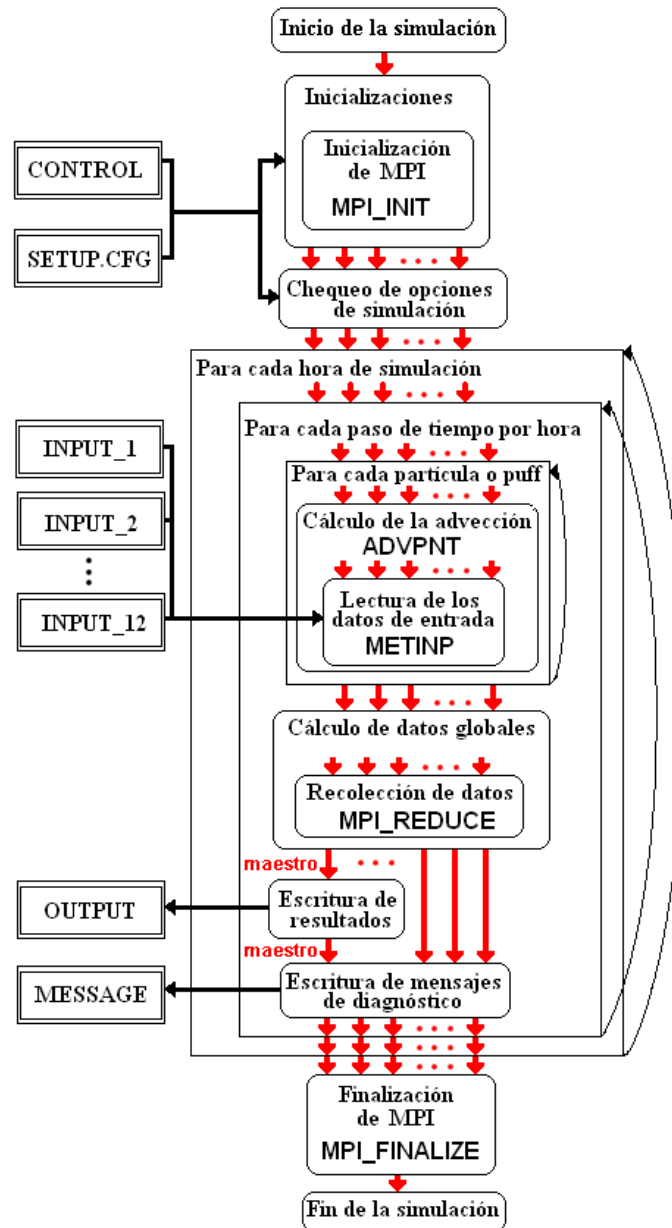 Inicio de la simulación
Inicializaciones
Inicialización
de MPI
MPI_INIT
CONTROL
SETUP.CFG
Chequeo de opciones
de simulación
Para cada hora de simulación
Para cada paso de tiempo por hora
Para cada partícula o puff
Cálculo de la advección
ADVPNT
Lectura de los
datos de entrada
METINP
INPUT_1
INPUT_2
INPUT_12
Cálculo de datos globales
Recolección de datos
MPI_REDUCE
maestro
Escritura de
resultados
OUTPUT
maestro
Escritura de mensajes
de diagnóstico
MESSAGE
Finalización
de MPI
MPI_FINALIZE
Fin de la simulación